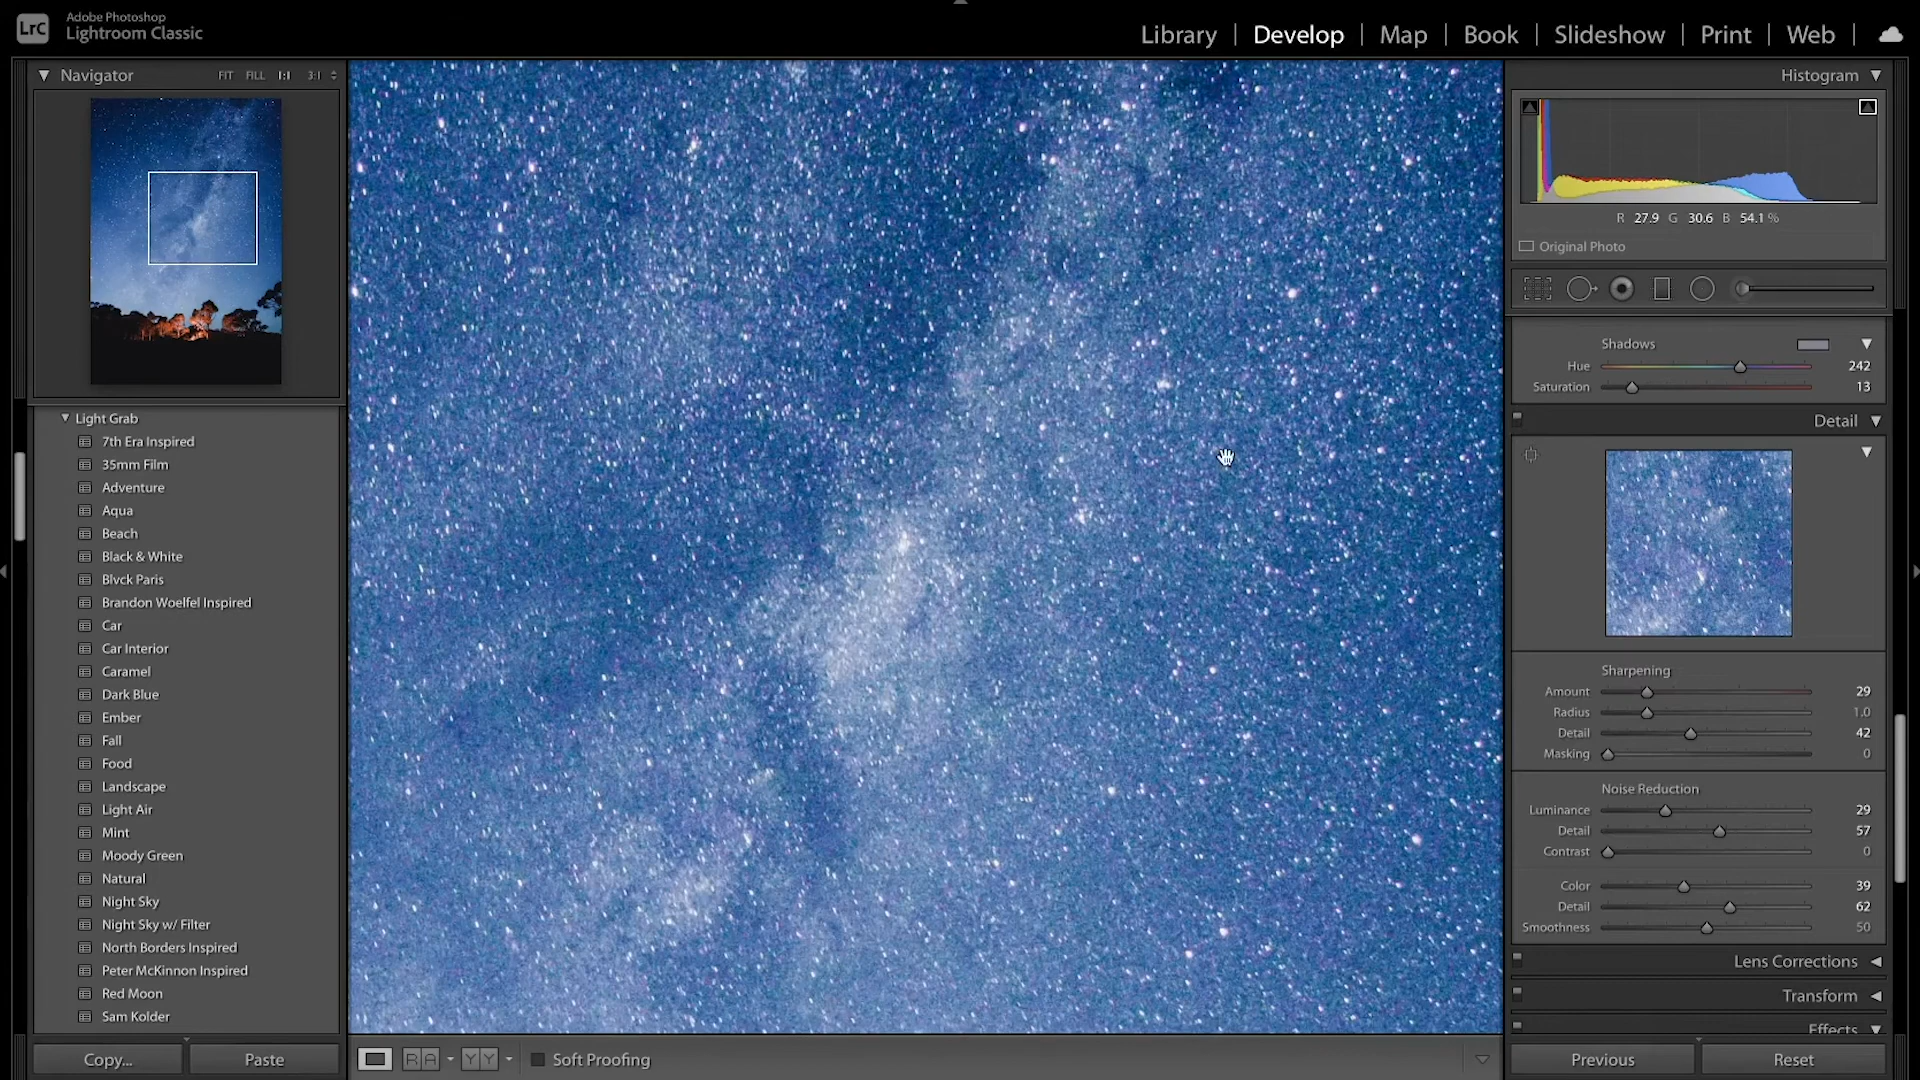 LrC
Adobe Photoshop
Lightroom Classic
Library | Develop | Map | Book | Slideshow | Print | Web |
Navigator FIT FILL 1:1 3:1
Light Grab
7th Era Inspired
35mm Film
Adventure
Aqua
Beach
Black & White
Blvck Paris
Brandon Woelfel Inspired
Car
Car Interior
Caramel
Dark Blue
Ember
Fall
Food
Landscape
Light Air
Mint
Moody Green
Natural
Night Sky
Night Sky w/ Filter
North Borders Inspired
Peter McKinnon Inspired
Red Moon
Sam Kolder
Copy... Paste
R A Y Y Soft Proofing
Histogram
R 27.9 G 30.6 B 54.1 %
Original Photo
Shadows
Hue 242
Saturation 13
Detail
Sharpening
Amount 29
Radius 1.0
Detail 42
Masking 0
Noise Reduction
Luminance 29
Detail 57
Contrast 0
Color 39
Detail 62
Smoothness 50
Lens Corrections
Transform
Effects
Previous Reset